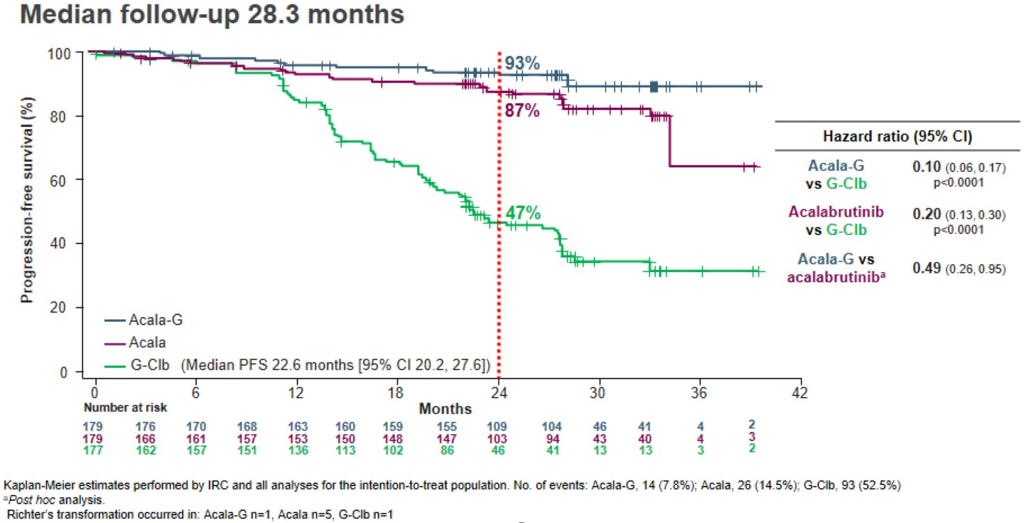 Median follow-up 28.3 months
Progression-free survival (%)
100
80
60
40
20
0
93%
87%
47%
Acala-G
Acala
G-Clb (Median PFS 22.6 months [95% CI 20.2, 27.6])
0 6 12 18 24 30 36 42
Months
Number at risk
179 176 170 168 163 160 159 155 109 104 46 41 4 2
179 166 161 157 153 150 148 147 103 94 43 40 4 3
177 162 157 151 136 113 102 86 46 41 13 13 3 2
Hazard ratio (95% CI)
Acala-G 0.10 (0.06, 0.17)
vs G-Clb p<0.0001
Acalabrutinib 0.20 (0.13, 0.30)
vs G-Clb p<0.0001
Acala-G vs
acalabrutinibª 0.49 (0.26, 0.95)
Kaplan-Meier estimates performed by IRC and all analyses for the intention-to-treat population. No. of events: Acala-G, 14 (7.8%); Acala, 26 (14.5%); G-Clb, 93 (52.5%)
ªPost hoc analysis.
Richter's transformation occurred in: Acala-G n=1, Acala n=5, G-Clb n=1